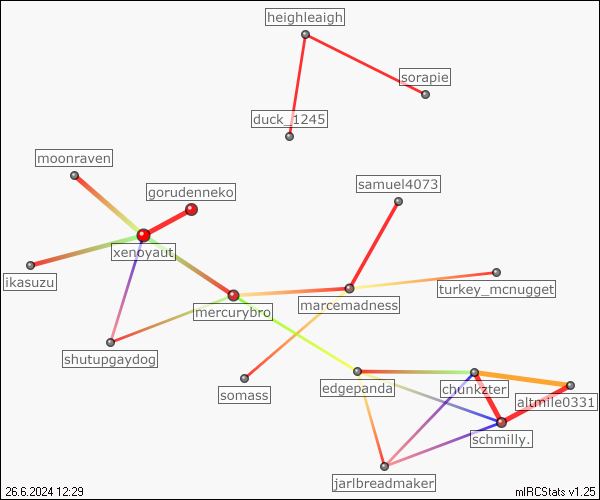 heighleaigh
sorapie
duck_1245
moonraven
samuel4073
gorudenneko
xenoyaut
ikasuzu
turkey_mcnugget
marcemadness
mercurybro
shutupgaydog
edgepanda
chunkzter
somass
altmile0331
schmilly.
jarlbreadmaker
26.6.2024 12:29
mIRCStats v1.25